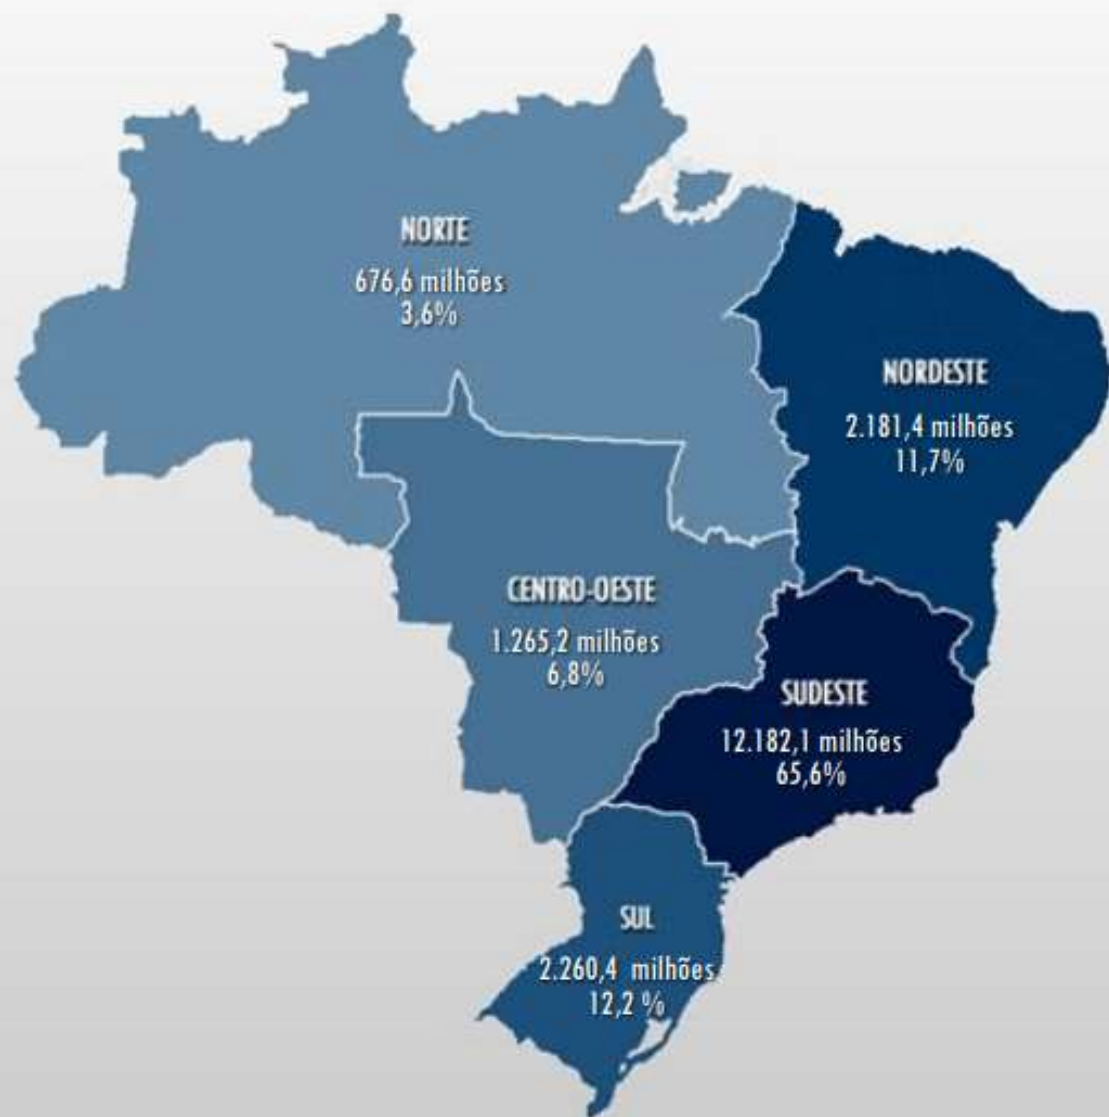 NORTE
676,6 milhões
3,6%
NORDESTE
2.181,4 milhões
11,7%
CENTRO-OESTE
1.265,2 milhões
6,8%
SUDESTE
12.182,1 milhões
65,6%
SUL
2.260,4 milhões
12,2 %